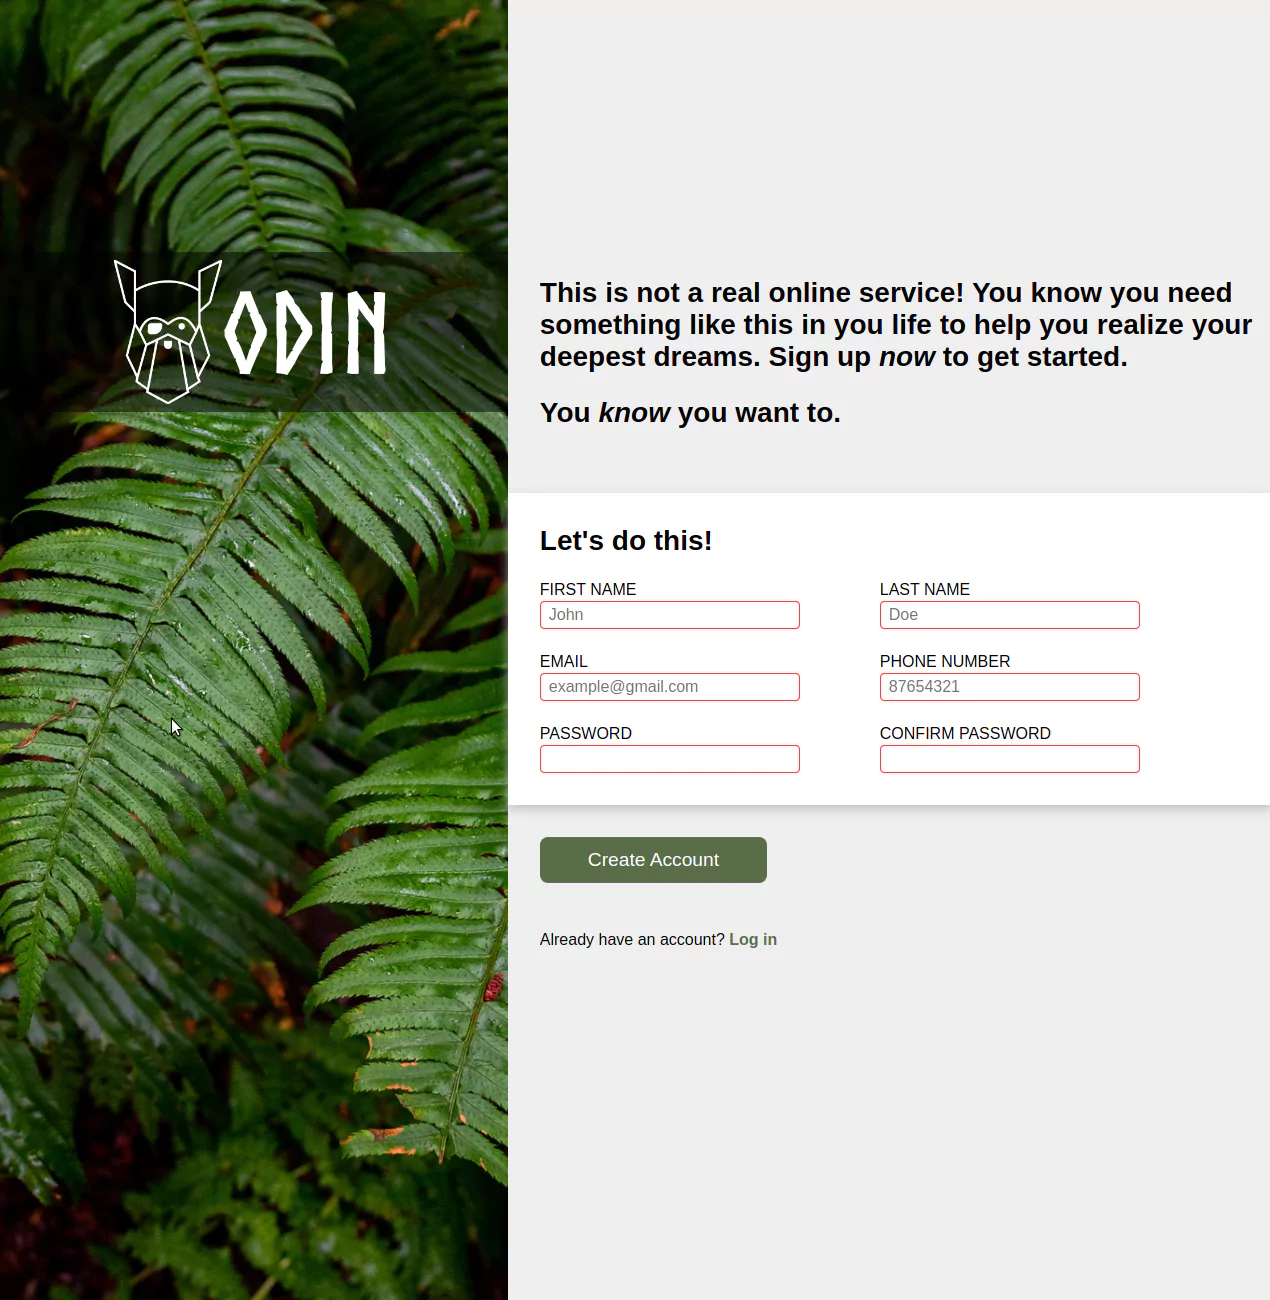 ODIN
This is not a real online service! You know you need
something like this in you life to help you realize your
deepest dreams. Sign up now to get started.
You know you want to.
Let's do this!
FIRST NAME
John
LAST NAME
Doe
EMAIL
example@gmail.com
PHONE NUMBER
87654321
PASSWORD
CONFIRM PASSWORD
Create Account
Already have an account? Log in